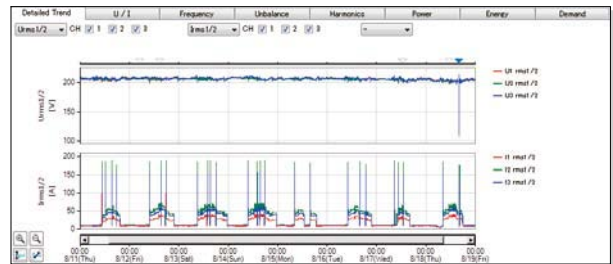 Detailed Trend U / I Frequency Unbalance Harmonics Power Energy Demand
Urms1/2 CH 1 2 3 Irms1/2 CH 1 2 3 -
200
150
100
Urms1/2 [V]
U1 rms1/2
U2 rms1/2
U3 rms1/2
200
150
100
50
0
Irms1/2 [A]
I1 rms1/2
I2 rms1/2
I3 rms1/2
00:00 00:00 00:00 00:00 00:00 00:00 00:00 00:00 00:00
8/11(Thu) 8/12(Fri) 8/13(Sat) 8/14(Sun) 8/15(Mon) 8/16(Tue) 8/17(Wed) 8/18(Thu) 8/19(Fri)